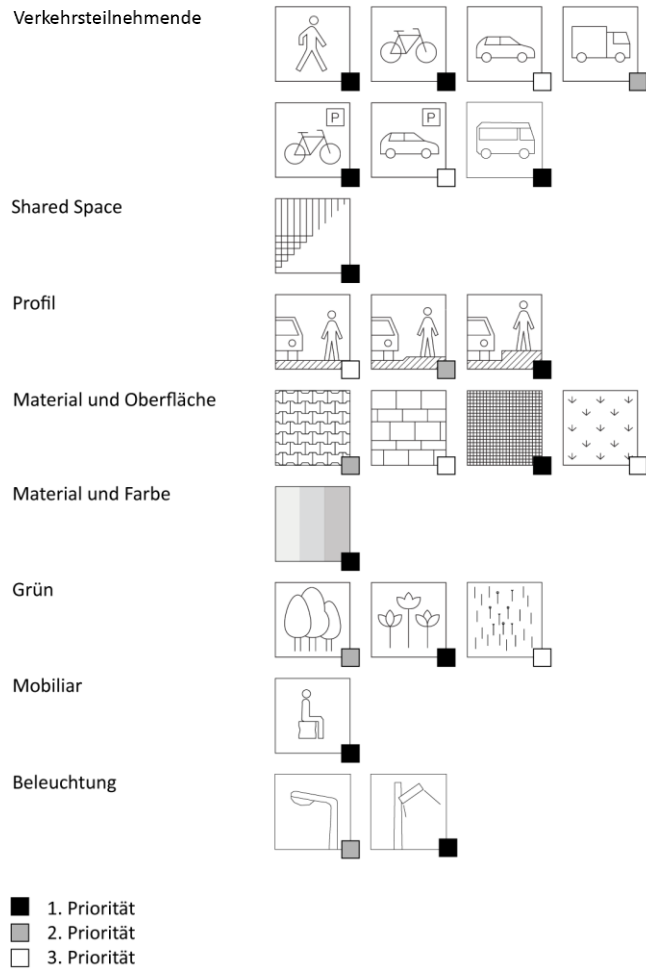 Verkehrsteilnehmende
P
P
Shared Space
Profil
Material und Oberfläche
Material und Farbe
Grün
Mobiliar
Beleuchtung
1. Priorität
2. Priorität
3. Priorität